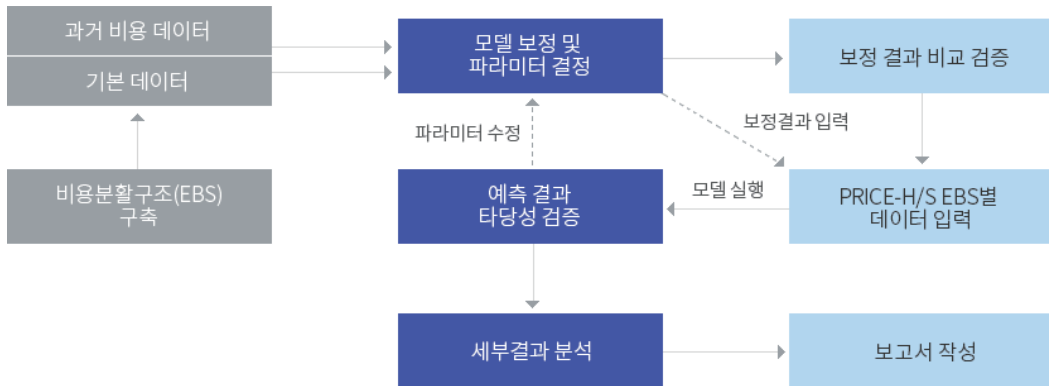 과거 비용 데이터
기본 데이터
모델 보정 및
파라미터 결정
보정 결과 비교 검증
파라미터 수정
보정결과 입력
비용분활구조(EBS)
구축
예측 결과
타당성 검증
모델 실행
PRICE-H/S EBS별
데이터 입력
세부결과 분석
보고서 작성